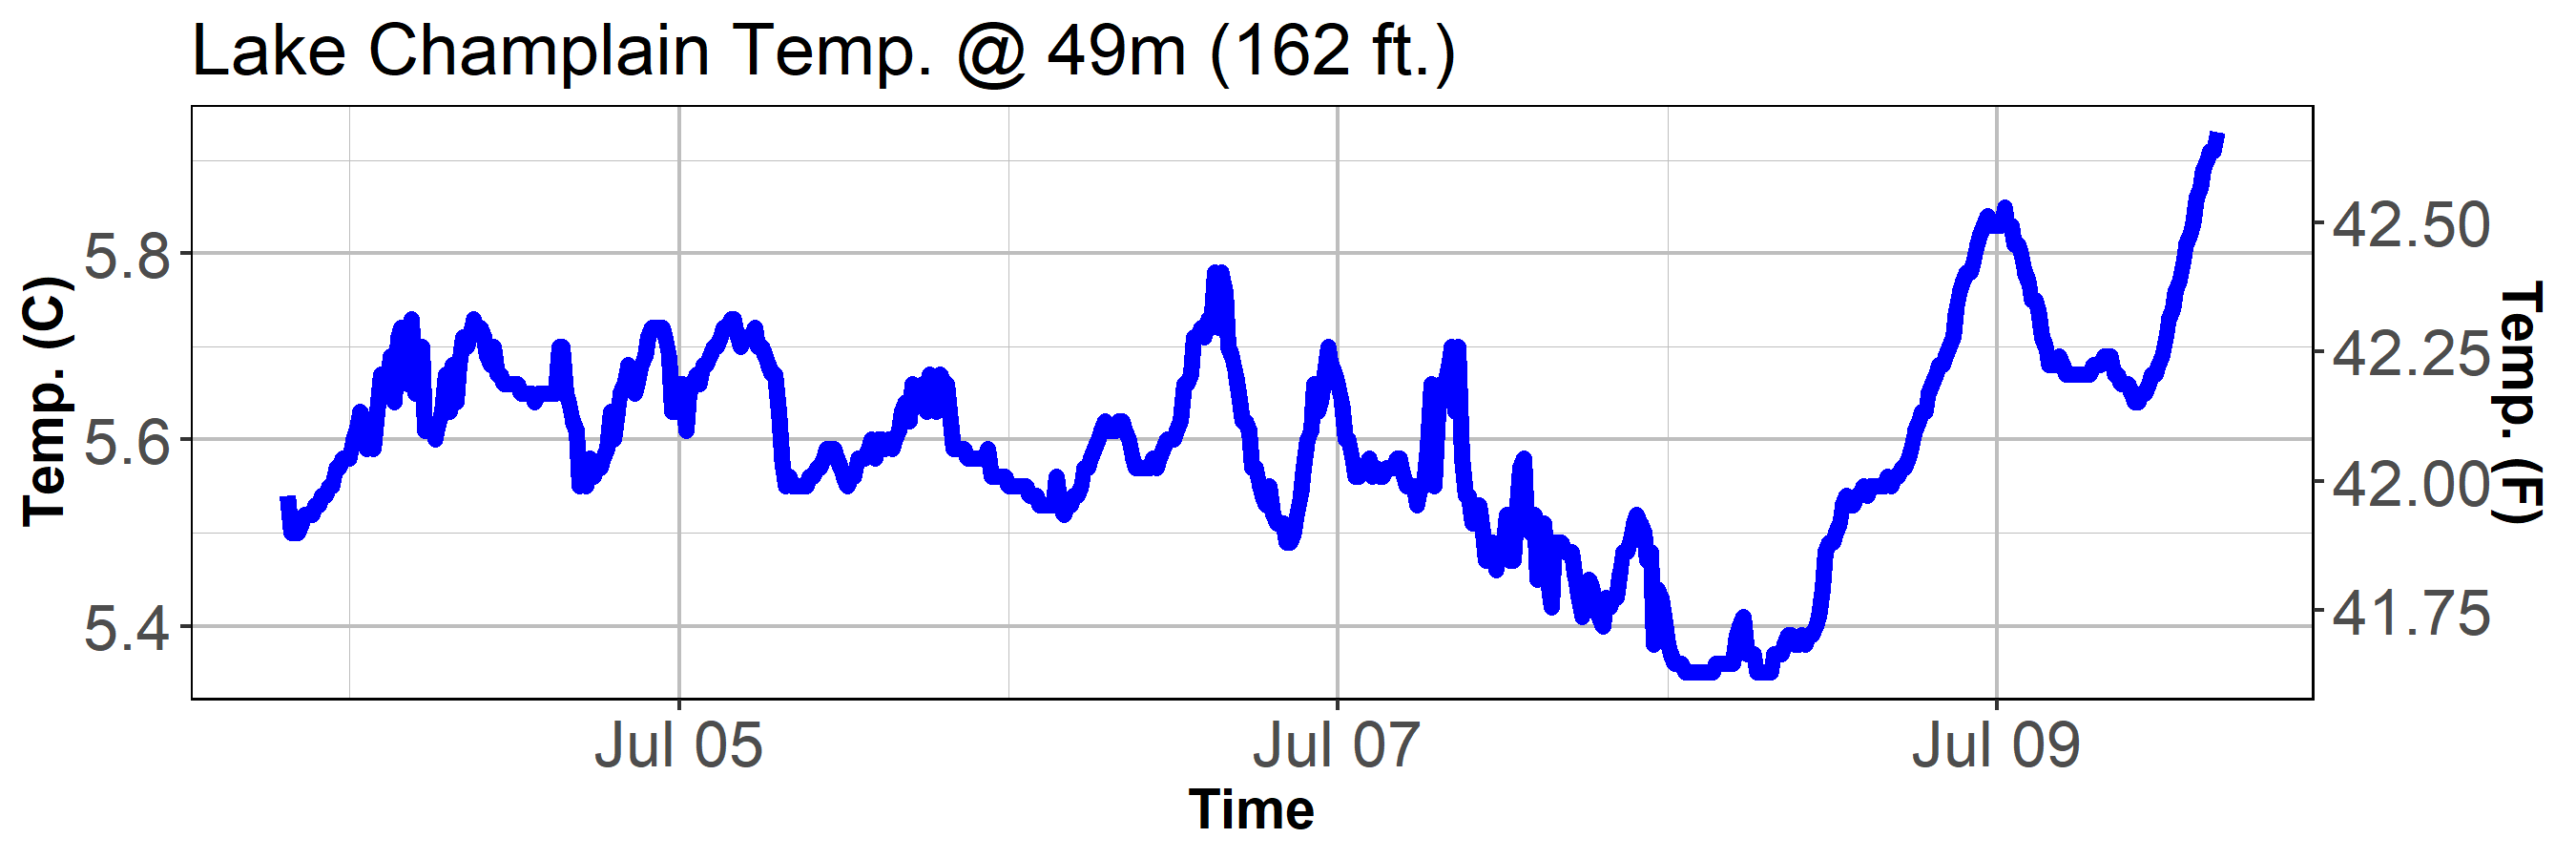 Lake Champlain Temp. @ 49m (162 ft.)
Temp. (C)
5.8
5.6
5.4
42.50
42.25
42.00
41.75
Temp. (F)
Jul 05
Jul 07
Jul 09
Time